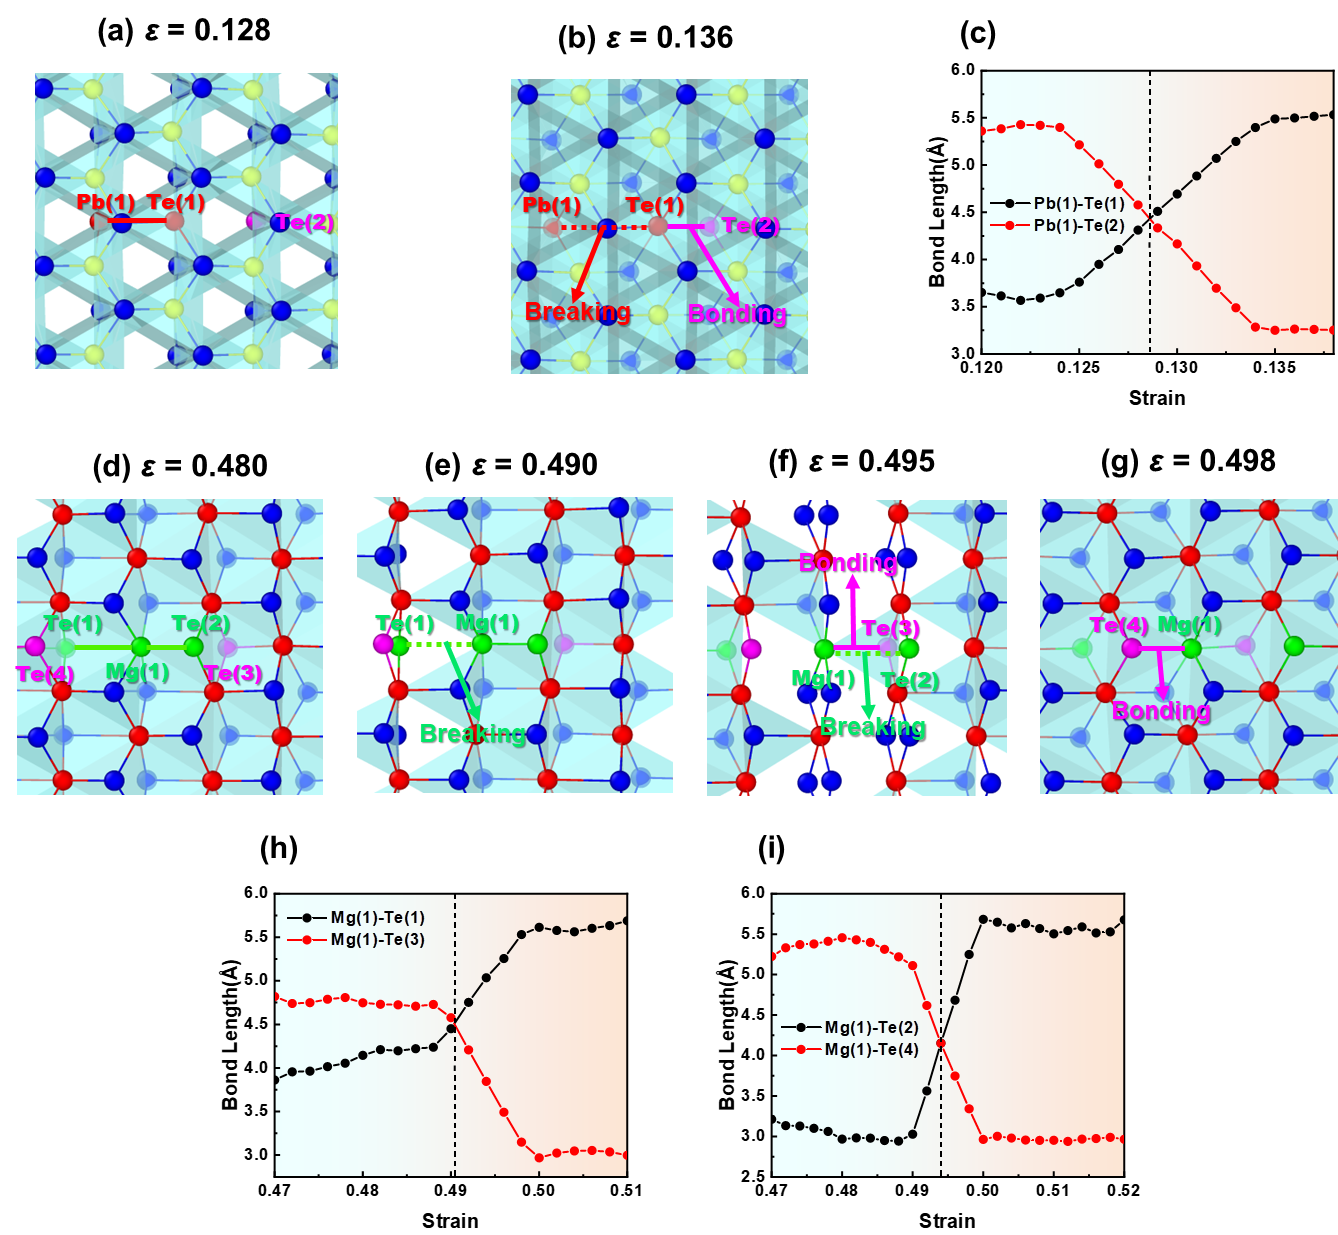 (a) ε = 0.128
(b) ε = 0.136
(c)
Pb(1) Te(1)
Te(2)
Pb(1)
Te(1)
Te(2)
Breaking
Bonding
6.0
5.5
5.0
4.5
4.0
3.5
3.0
Bond Length(Å)
Pb(1)-Te(1)
Pb(1)-Te(2)
0.120 0.125 0.130 0.135
Strain
(d) ε = 0.480
(e) ε = 0.490
(f) ε = 0.495
(g) ε = 0.498
Te(1)
Te(2)
Te(4)
Mg(1)
Te(3)
Te(1)
Mg(1)
Breaking
Bonding
Te(3)
Mg(1)
Te(2)
Breaking
Te(4)
Mg(1)
Bonding
(h)
6.0
5.5
5.0
4.5
4.0
3.5
3.0
Bond Length(Å)
Mg(1)-Te(1)
Mg(1)-Te(3)
0.47 0.48 0.49 0.50 0.51
Strain
(i)
6.0
5.5
5.0
4.5
4.0
3.5
3.0
2.5
Bond Length(Å)
Mg(1)-Te(2)
Mg(1)-Te(4)
0.47 0.48 0.49 0.50 0.51 0.52
Strain